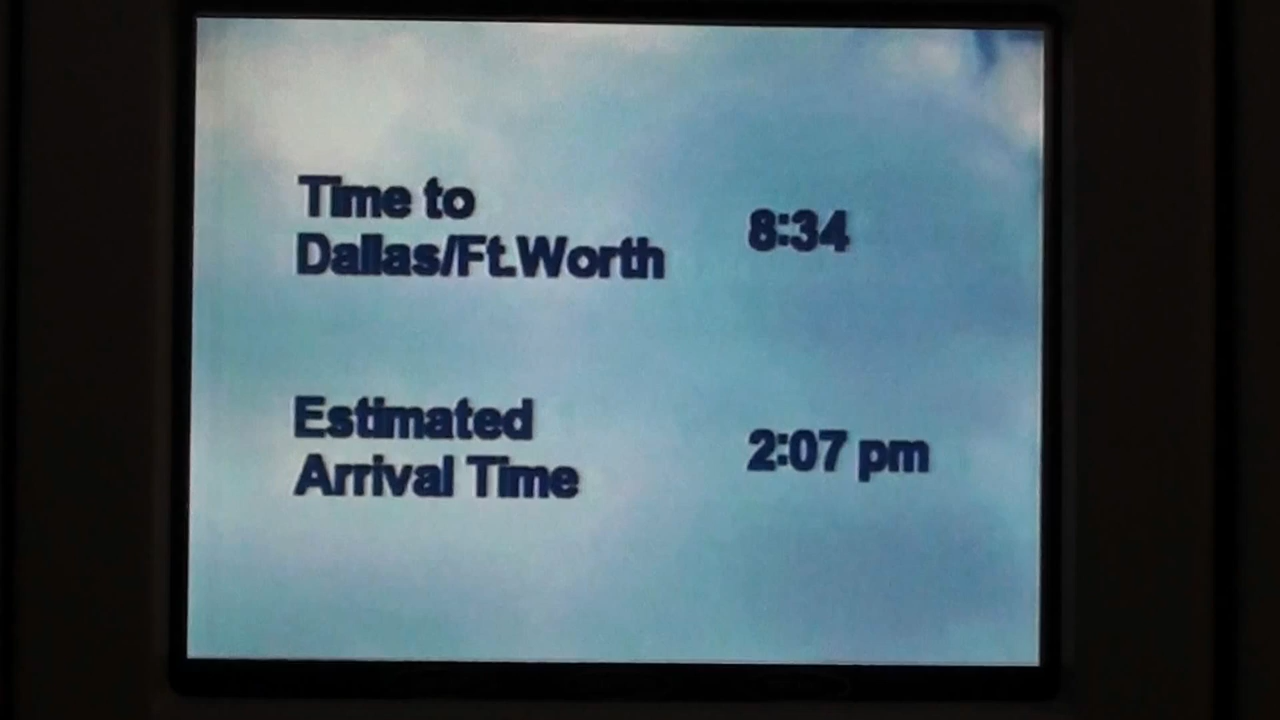 Time to
Dallas/Ft.Worth
8:34
Estimated
Arrival Time
2:07 pm